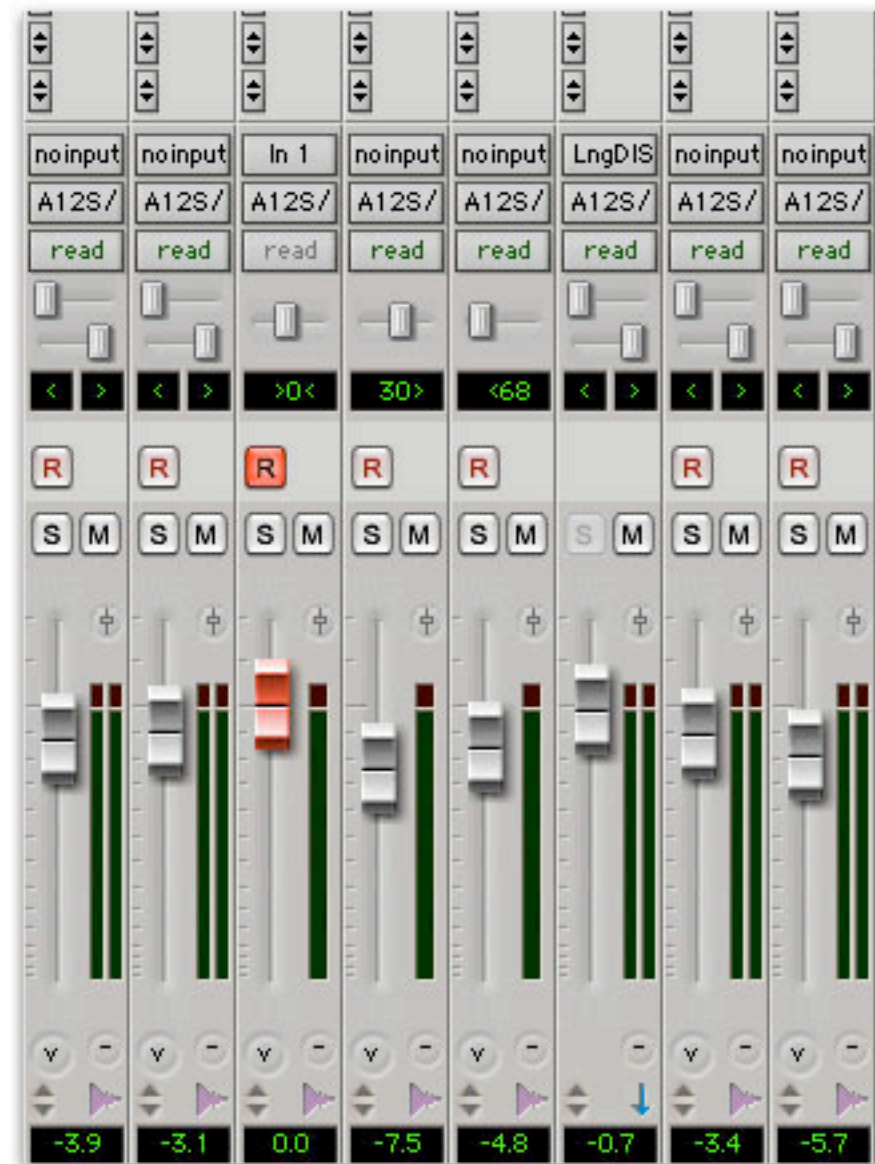 noinput noinput In 1 noinput noinput LngDIS noinput noinput
A12S/ A12S/ A12S/ A12S/ A12S/ A12S/ A12S/ A12S/
read read read read read read read read
< > < > >0< 30> <68 < > < > < >
R R R R R R R
S M S M S M S M S M S M S M S M
v - v - v - v - v - - v - v -
-3.9 -3.1 0.0 -7.5 -4.8 -0.7 -3.4 -5.7